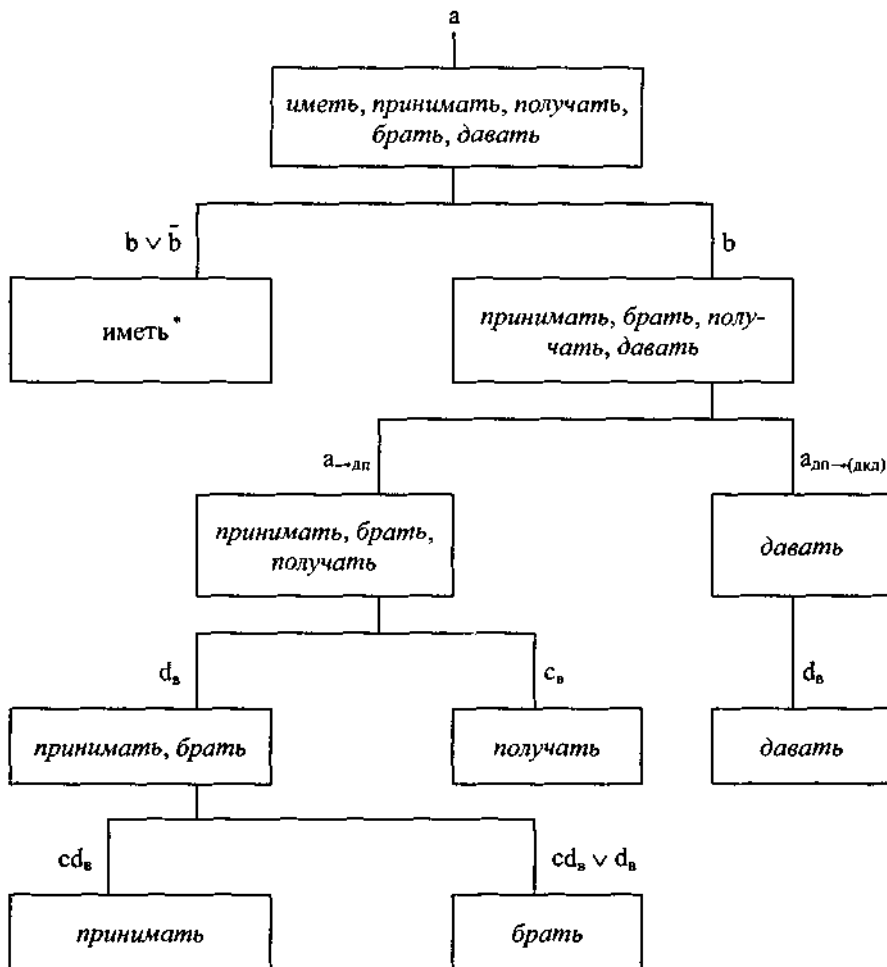 a
иметь, принимать, получать,
брать, давать
b ∨ b̄
b
иметь*
принимать, брать, полу-
чать, давать
a→дп
aдп→(дкл)
принимать, брать,
получать
давать
dв
cв
dв
принимать, брать
получать
давать
cdв
cdв ∨ dв
принимать
брать